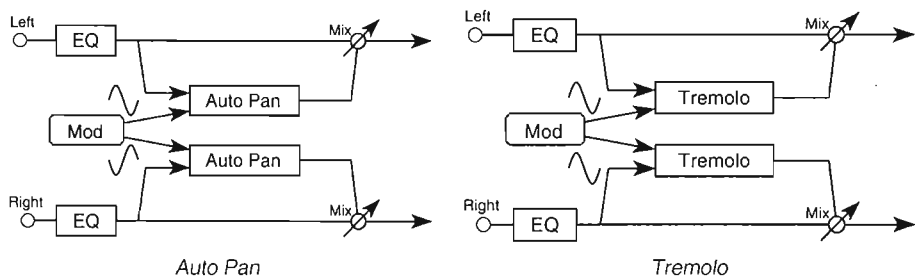 Left
EQ
Mix
Auto Pan
Mod
Auto Pan
Right
EQ
Mix
Auto Pan
Left
EQ
Mix
Tremolo
Mod
Tremolo
Right
EQ
Mix
Tremolo